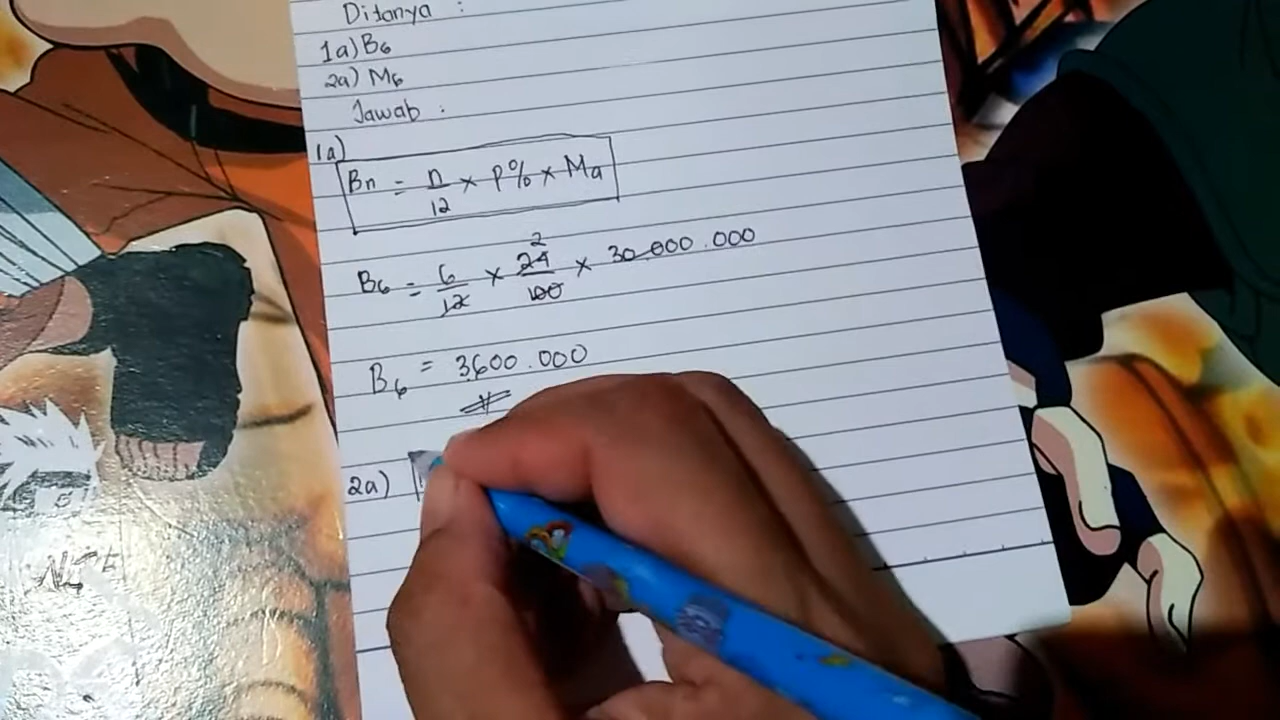 Ditanya :
1a) B6
2a) M6
Jawab :
1a)
Bn = n/12 × P% × Ma
B6 = 6/12 × 24/100 × 30.000.000
2
B6 = 3.600.000
2a)